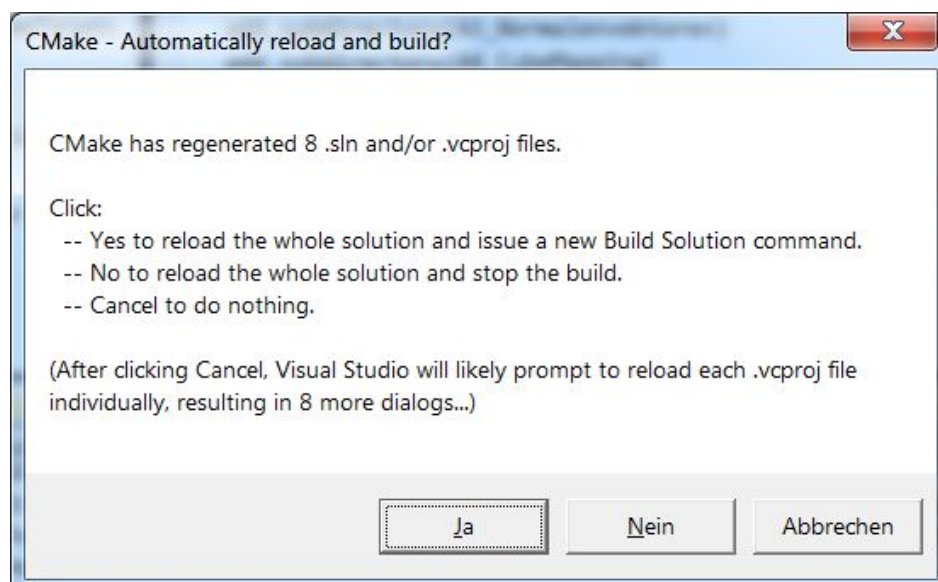 CMake - Automatically reload and build?
CMake has regenerated 8 .sln and/or .vcproj files.
Click:
-- Yes to reload the whole solution and issue a new Build Solution command.
-- No to reload the whole solution and stop the build.
-- Cancel to do nothing.
(After clicking Cancel, Visual Studio will likely prompt to reload each .vcproj file
individually, resulting in 8 more dialogs...)
Ja
Nein
Abbrechen